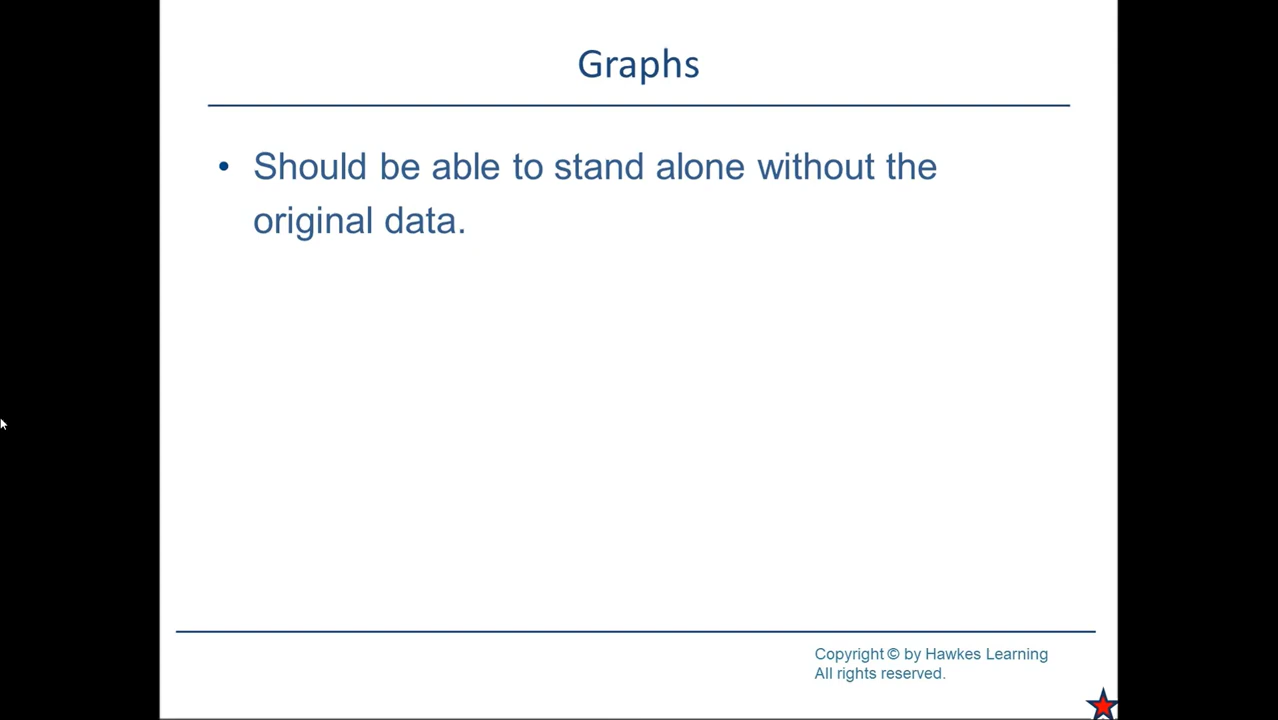 Graphs
• Should be able to stand alone without the
original data.
Copyright © by Hawkes Learning
All rights reserved.